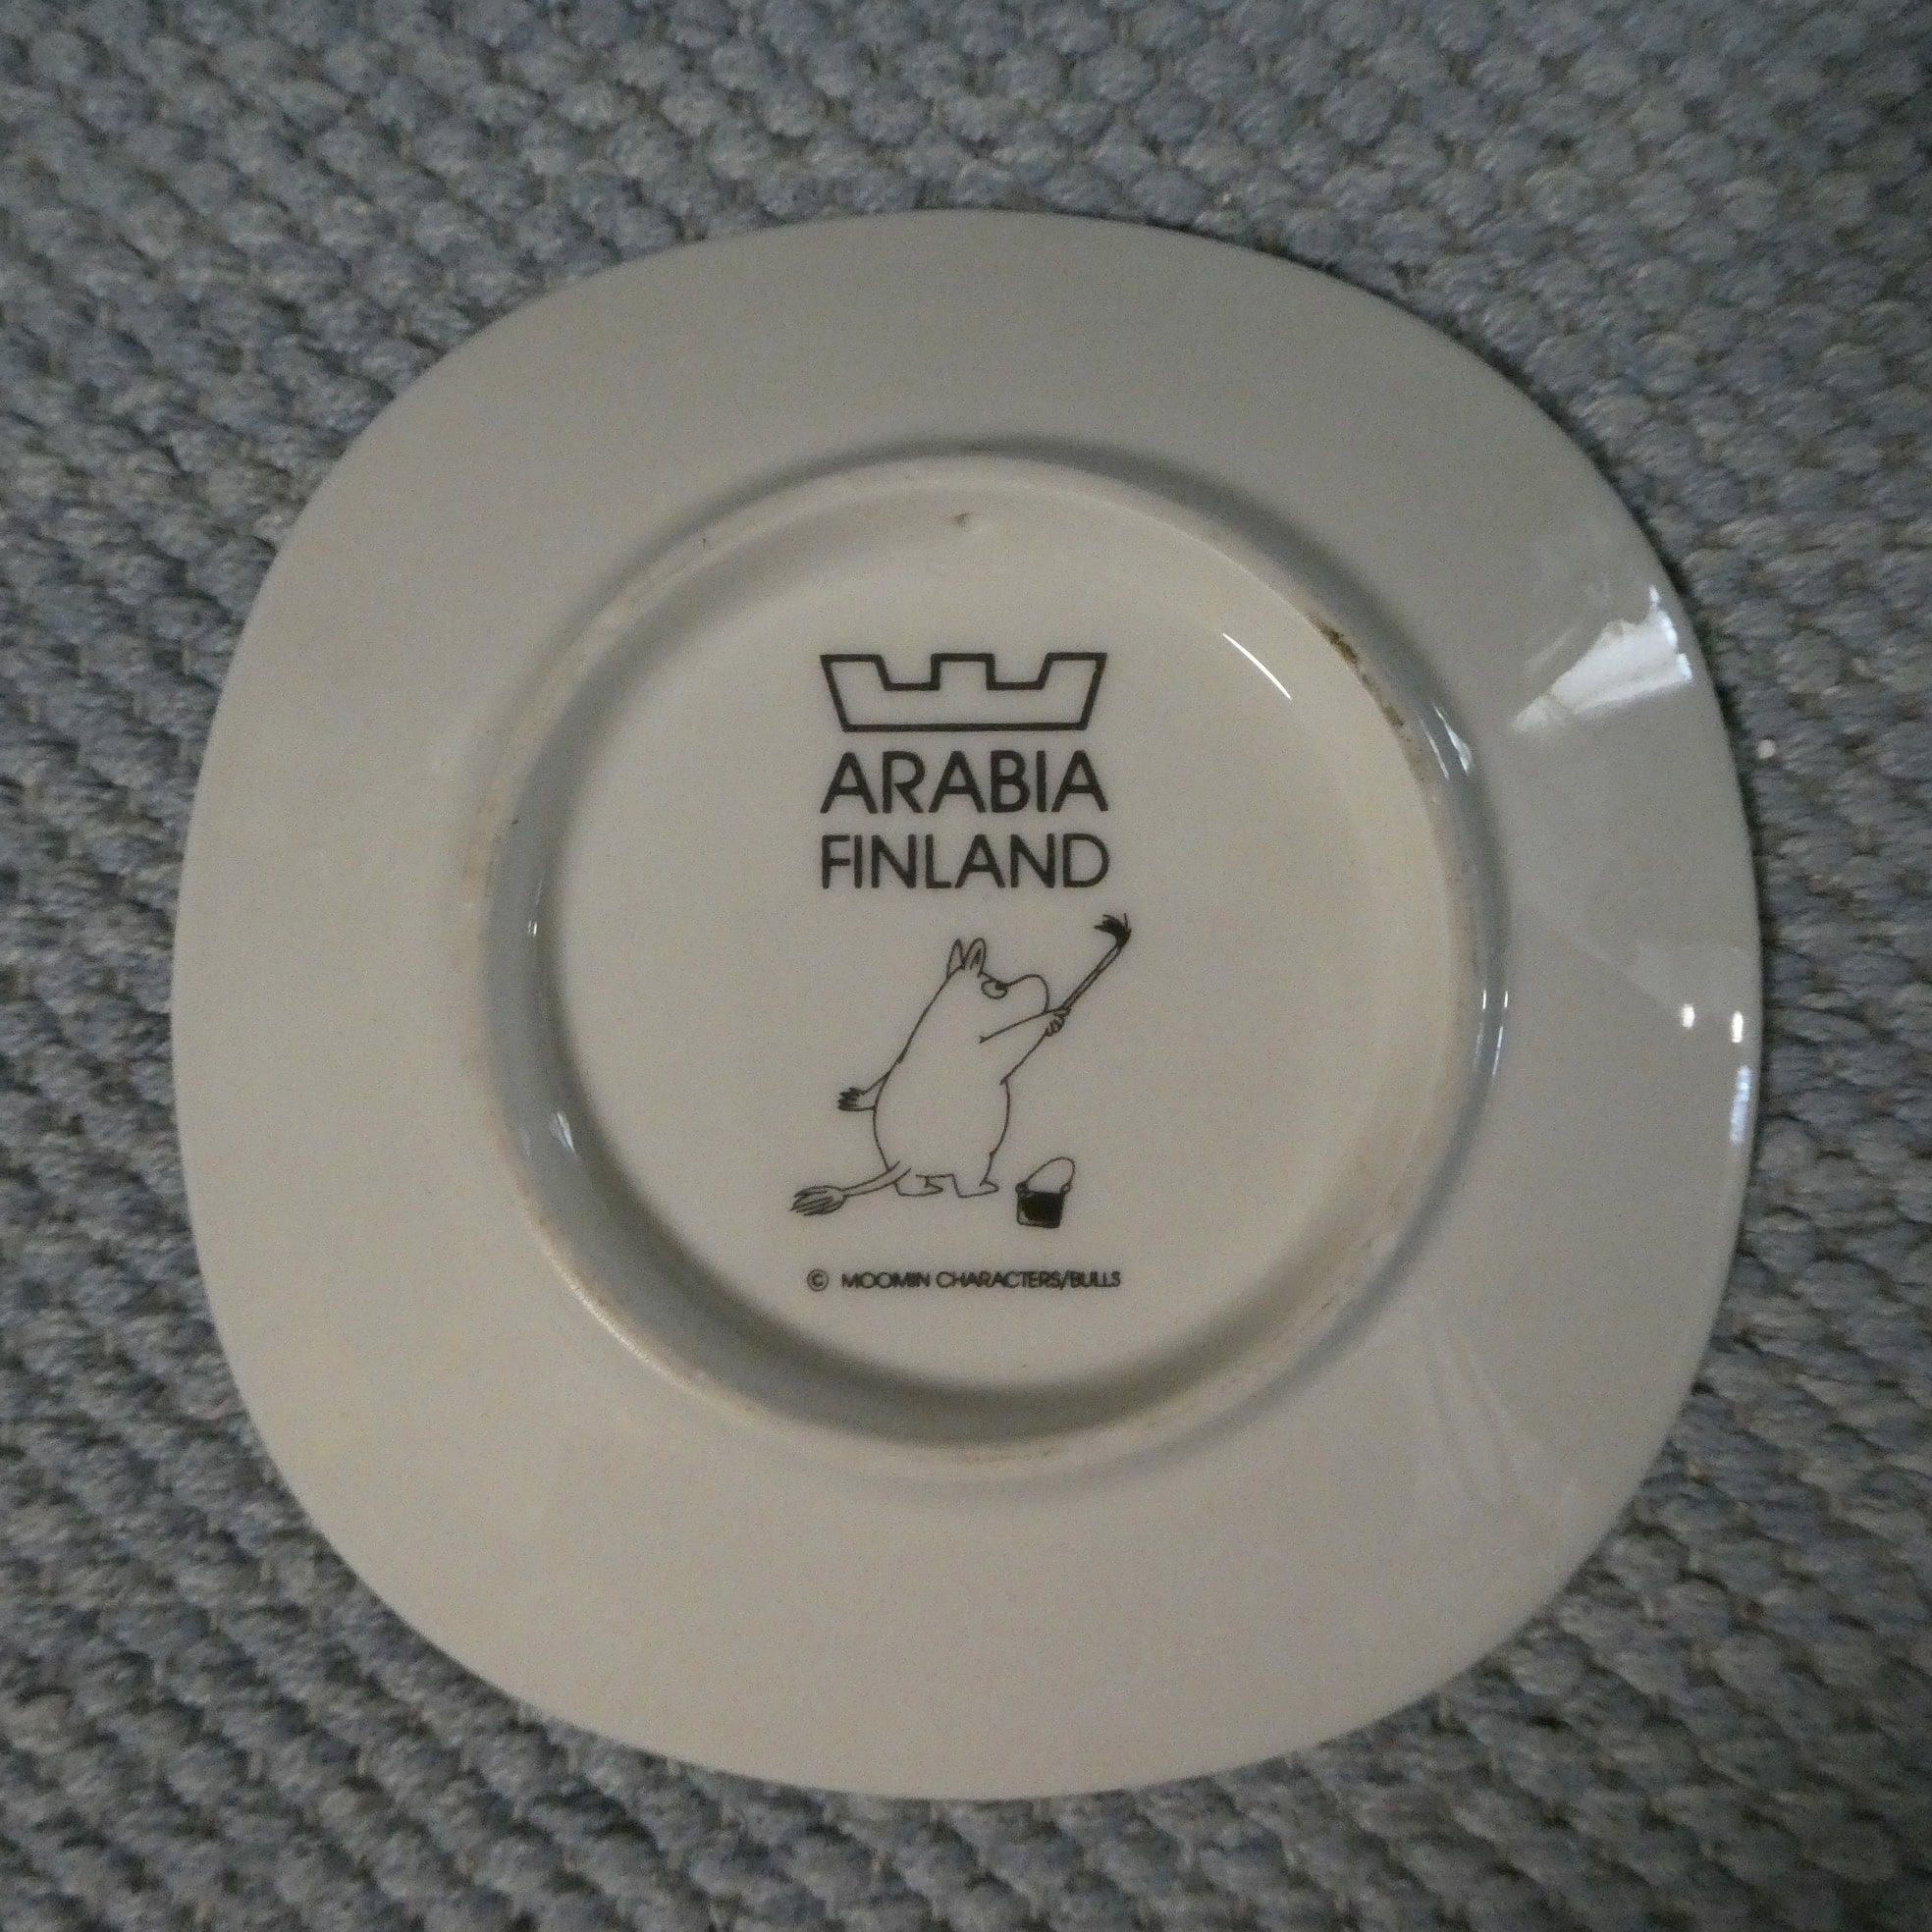 ARABIA
FINLAND
© MOOMIN CHARACTERS/BULLS